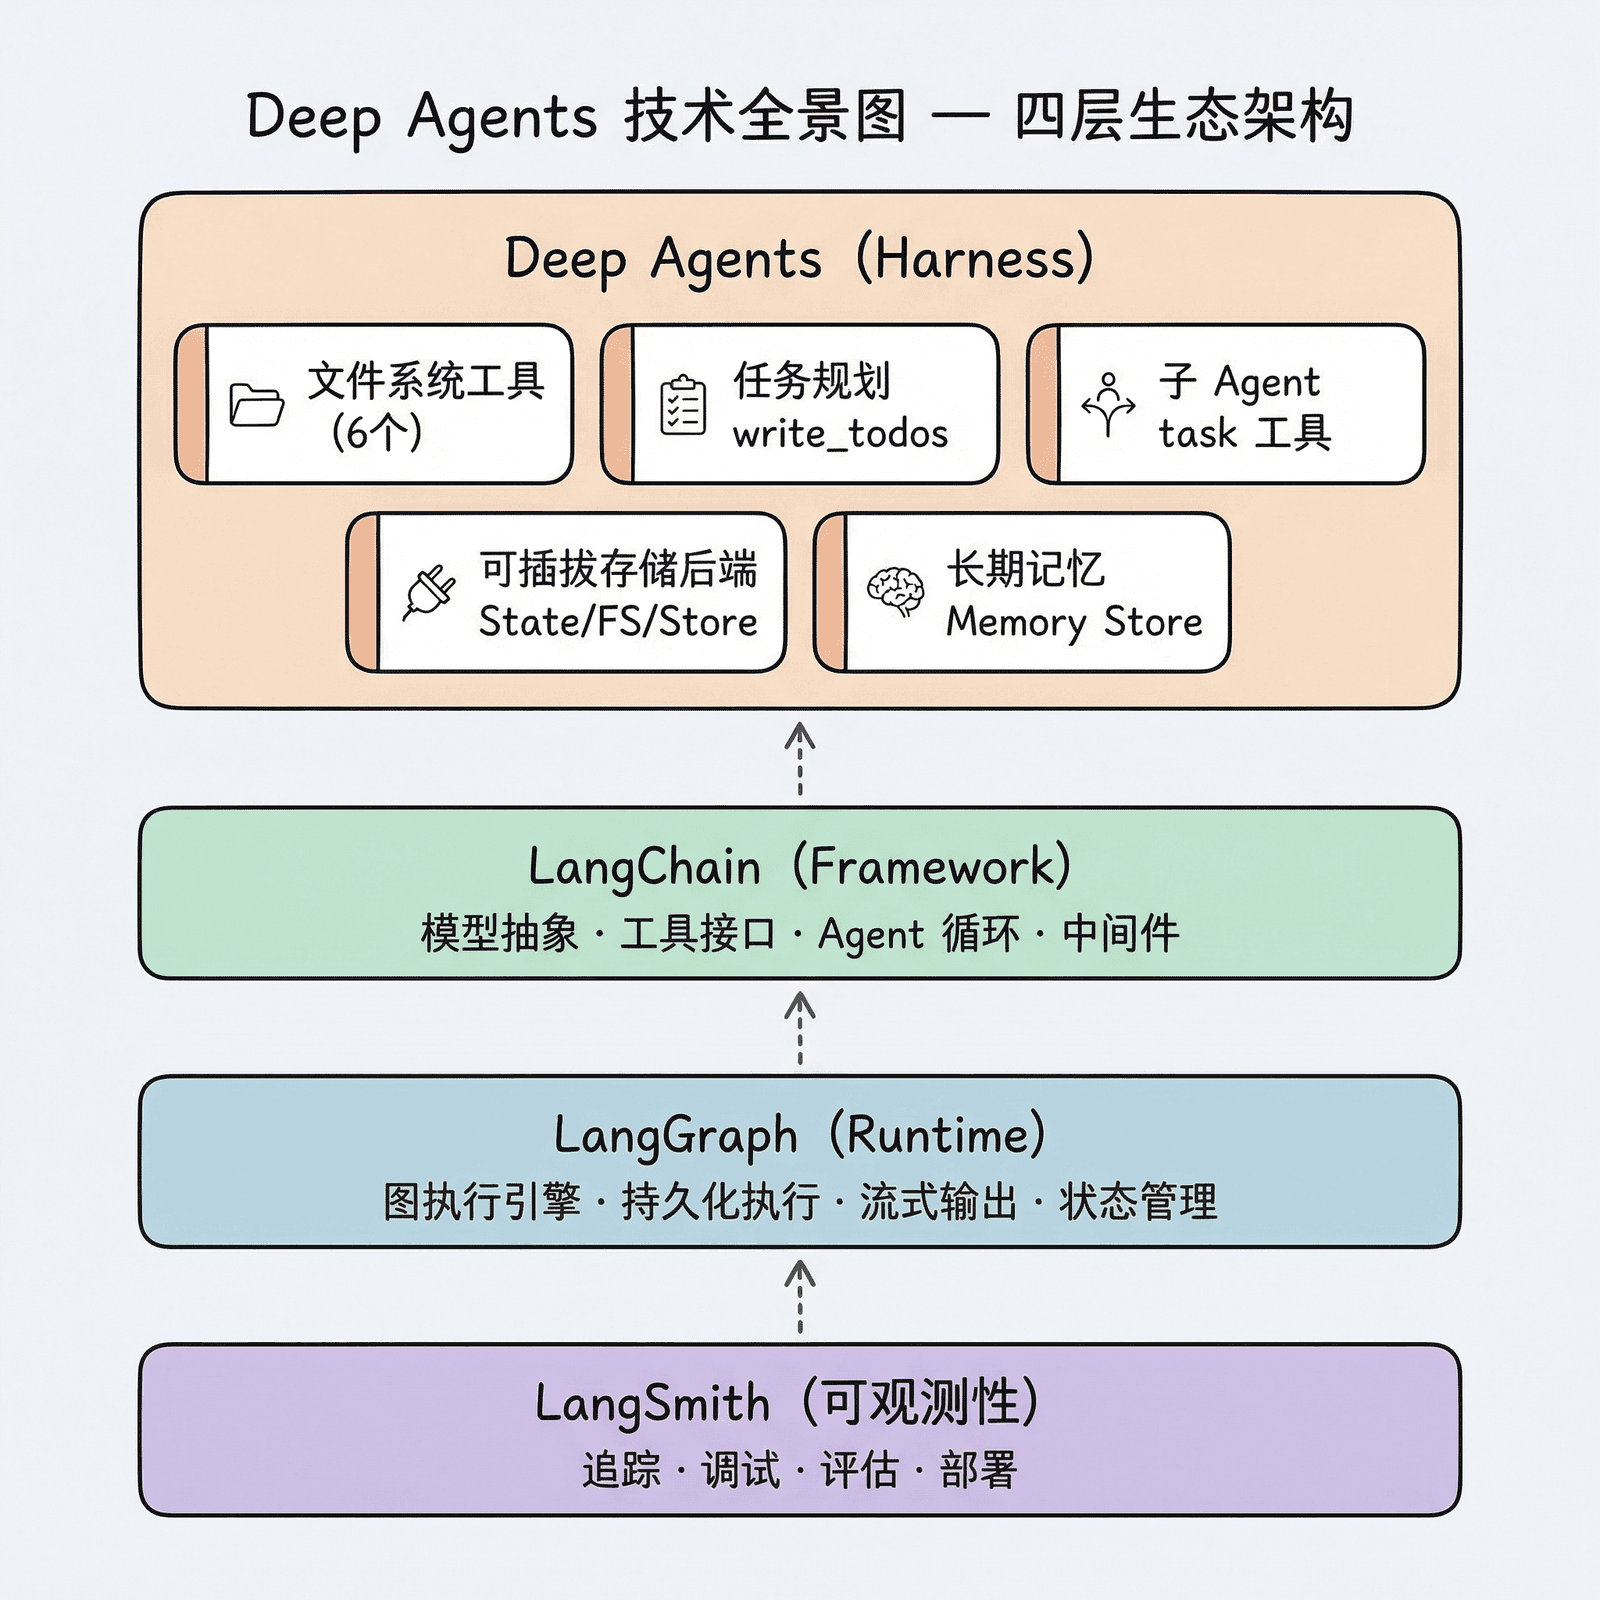 Deep Agents 技术全景图 — 四层生态架构
Deep Agents (Harness)
文件系统工具
(6个)
任务规划
write_todos
子 Agent
task 工具
可插拔存储后端
State/FS/Store
长期记忆
Memory Store
LangChain (Framework)
模型抽象 · 工具接口 · Agent 循环 · 中间件
LangGraph (Runtime)
图执行引擎 · 持久化执行 · 流式输出 · 状态管理
LangSmith (可观测性)
追踪 · 调试 · 评估 · 部署